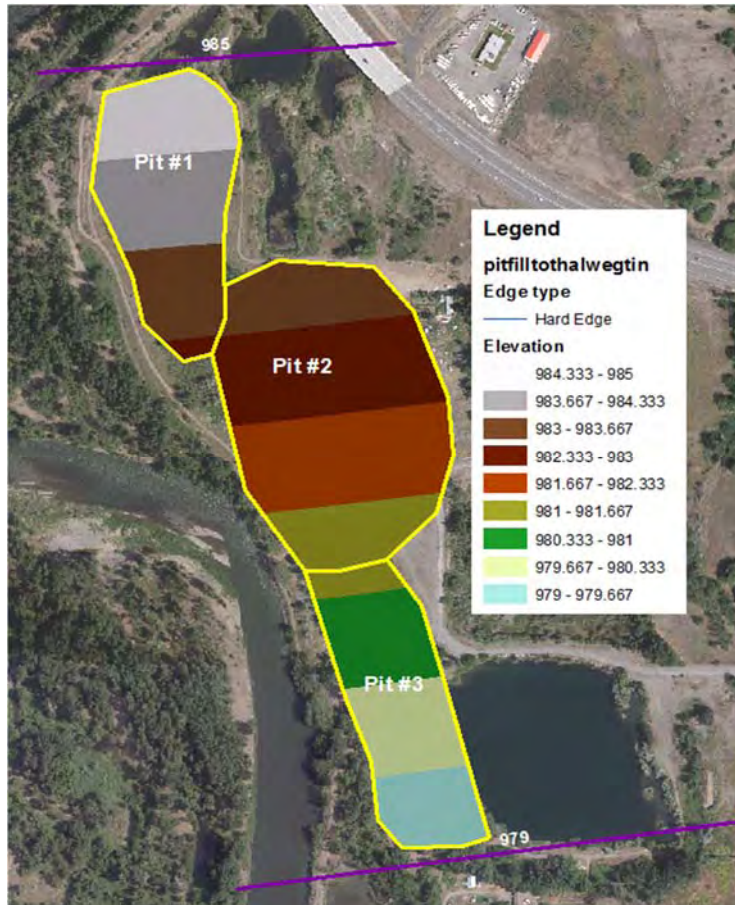 985
Pit #1
Legend
pitfilltothalwegtin
Edge type
Hard Edge
Elevation
984.333 - 985
983.667 - 984.333
983 - 983.667
982.333 - 983
981.667 - 982.333
981 - 981.667
980.333 - 981
979.667 - 980.333
979 - 979.667
Pit #2
Pit #3
979